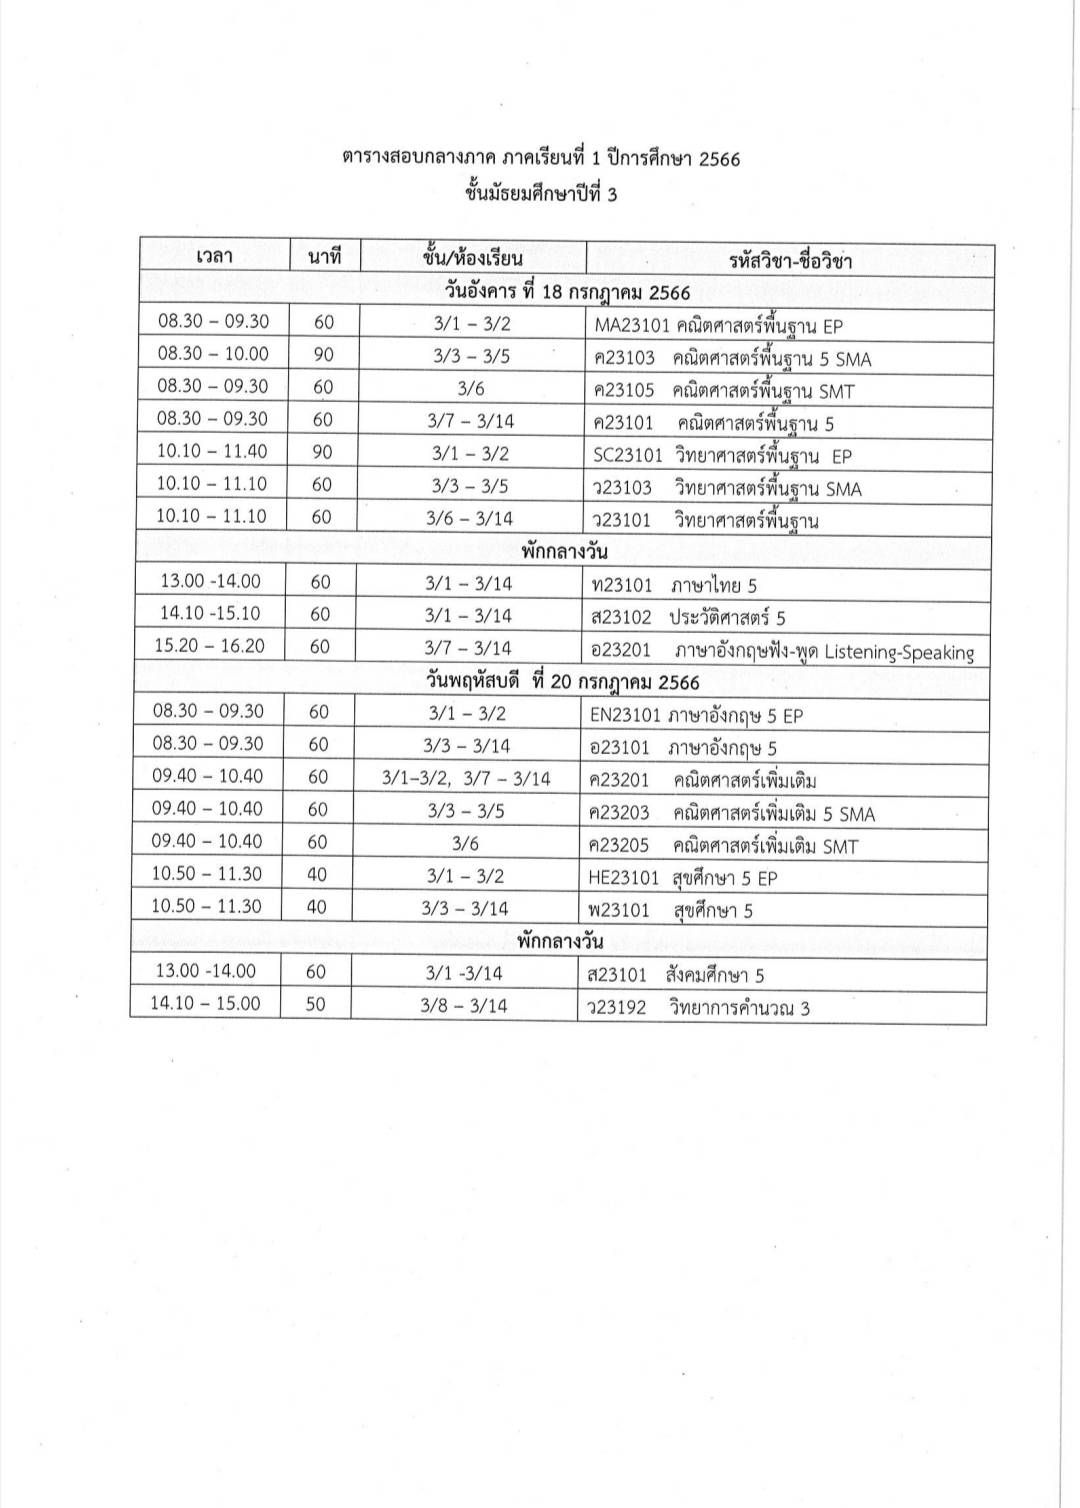 ตารางสอบกลางภาค ภาคเรียนที่ 1 ปีการศึกษา 2566
ชั้นมัธยมศึกษาปีที่ 3
เวลา นาที ชั้น/ห้องเรียน รหัสวิชา-ชื่อวิชา
วันอังคาร ที่ 18 กรกฎาคม 2566
08.30 – 09.30 60 3/1 – 3/2 MA23101 คณิตศาสตร์พื้นฐาน EP
08.30 – 10.00 90 3/3 – 3/5 ค23103 คณิตศาสตร์พื้นฐาน 5 SMA
08.30 – 09.30 60 3/6 ค23105 คณิตศาสตร์พื้นฐาน SMT
08.30 – 09.30 60 3/7 – 3/14 ค23101 คณิตศาสตร์พื้นฐาน 5
10.10 – 11.40 90 3/1 – 3/2 SC23101 วิทยาศาสตร์พื้นฐาน EP
10.10 – 11.10 60 3/3 – 3/5 ว23103 วิทยาศาสตร์พื้นฐาน SMA
10.10 – 11.10 60 3/6 – 3/14 ว23101 วิทยาศาสตร์พื้นฐาน
พักกลางวัน
13.00 -14.00 60 3/1 – 3/14 ท23101 ภาษาไทย 5
14.10 -15.10 60 3/1 – 3/14 ส23102 ประวัติศาสตร์ 5
15.20 – 16.20 60 3/7 – 3/14 อ23201 ภาษาอังกฤษฟัง-พูด Listening-Speaking
วันพฤหัสบดี ที่ 20 กรกฎาคม 2566
08.30 – 09.30 60 3/1 – 3/2 EN23101 ภาษาอังกฤษ 5 EP
08.30 – 09.30 60 3/3 – 3/14 อ23101 ภาษาอังกฤษ 5
09.40 – 10.40 60 3/1–3/2, 3/7 – 3/14 ค23201 คณิตศาสตร์เพิ่มเติม
09.40 – 10.40 60 3/3 – 3/5 ค23203 คณิตศาสตร์เพิ่มเติม 5 SMA
09.40 – 10.40 60 3/6 ค23205 คณิตศาสตร์เพิ่มเติม SMT
10.50 – 11.30 40 3/1 – 3/2 HE23101 สุขศึกษา 5 EP
10.50 – 11.30 40 3/3 – 3/14 พ23101 สุขศึกษา 5
พักกลางวัน
13.00 -14.00 60 3/1 -3/14 ส23101 สังคมศึกษา 5
14.10 – 15.00 50 3/8 – 3/14 ว23192 วิทยาการคำนวณ 3